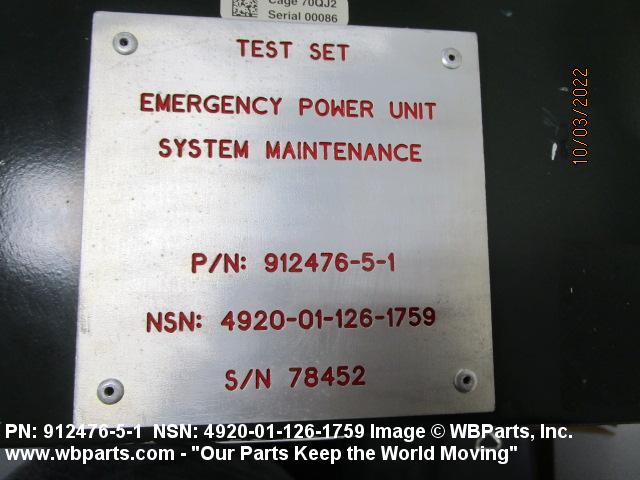 Cage 70QJ2
Serial 00086
TEST SET
EMERGENCY POWER UNIT
SYSTEM MAINTENANCE
P/N: 912476-5-1
NSN: 4920-01-126-1759
S/N 78452
10/03/2022
PN: 912476-5-1 NSN: 4920-01-126-1759 Image © WBParts, Inc.
www.wbparts.com - "Our Parts Keep the World Moving"